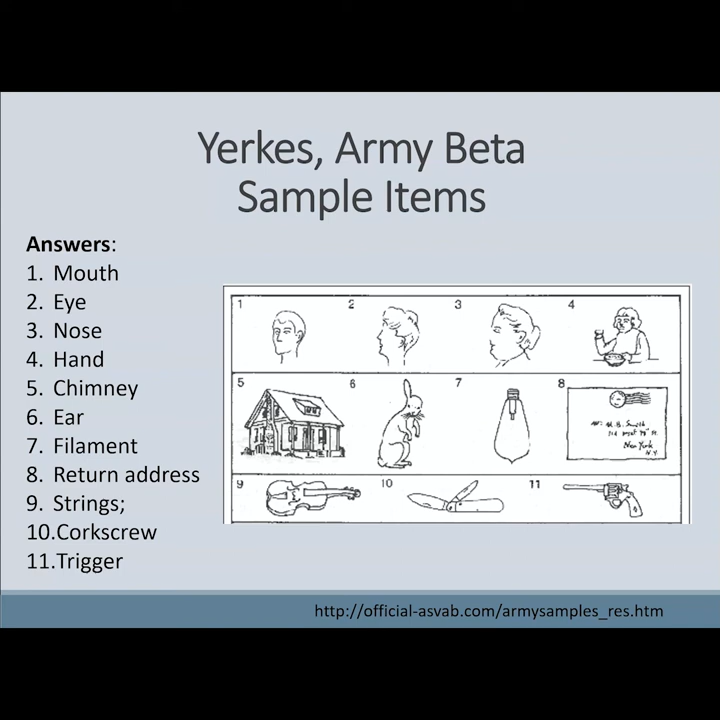 Yerkes, Army Beta
Sample Items
Answers:
1. Mouth
2. Eye
3. Nose
4. Hand
5. Chimney
6. Ear
7. Filament
8. Return address
9. Strings;
10.Corkscrew
11.Trigger
1 2 3 4
5 6 7 8
Mr. M. B. Smith
New York
N.Y.
9 10 11
http://official-asvab.com/armysamples_res.htm